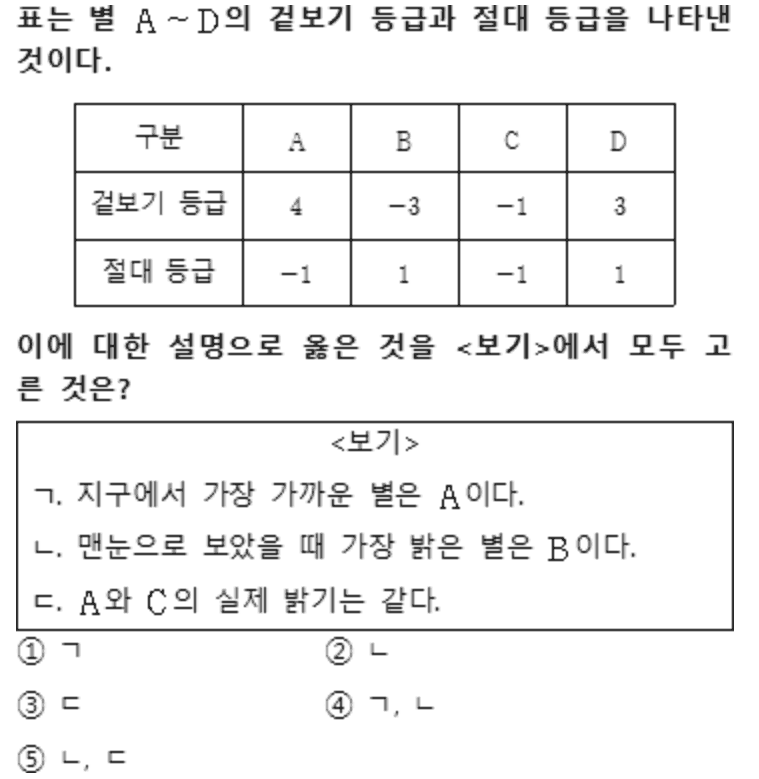 표는 별 A ~ D의 겉보기 등급과 절대 등급을 나타낸
것이다.
구분 A B C D
겉보기 등급 4 −3 −1 3
절대 등급 −1 1 −1 1
이에 대한 설명으로 옳은 것을 <보기>에서 모두 고
른 것은?
<보기>
ㄱ. 지구에서 가장 가까운 별은 A이다.
ㄴ. 맨눈으로 보았을 때 가장 밝은 별은 B이다.
ㄷ. A와 C의 실제 밝기는 같다.
① ㄱ ② ㄴ
③ ㄷ ④ ㄱ, ㄴ
⑤ ㄴ, ㄷ